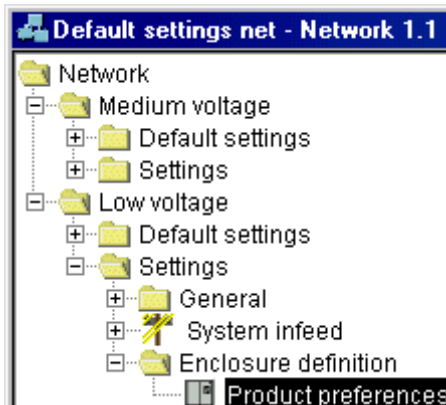 Default settings net - Network 1.1
Network
Medium voltage
Default settings
Settings
Low voltage
Default settings
Settings
General
System infeed
Enclosure definition
Product preferences